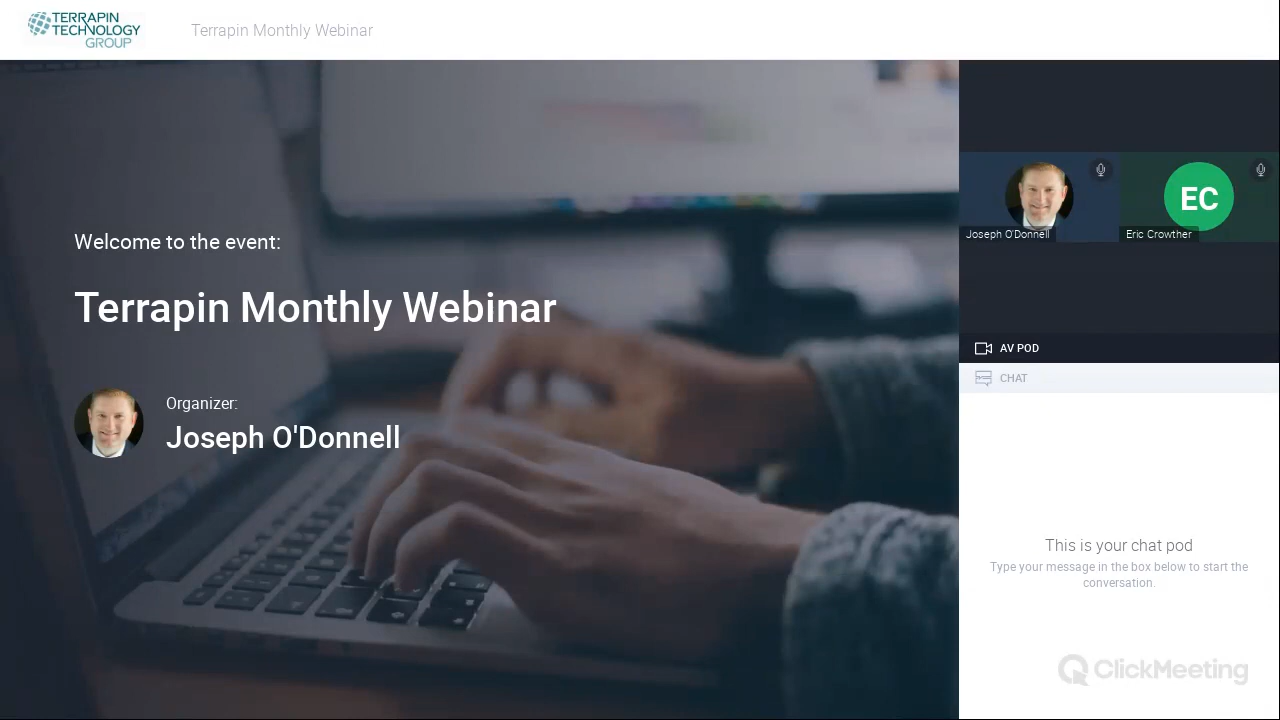 TERRAPIN
TECHNOLOGY
GROUP
Terrapin Monthly Webinar
Welcome to the event:
Terrapin Monthly Webinar
Organizer:
Joseph O'Donnell
Joseph O'Donnell
EC
Eric Crowther
AV POD
CHAT
This is your chat pod
Type your message in the box below to start the
conversation.
ClickMeeting